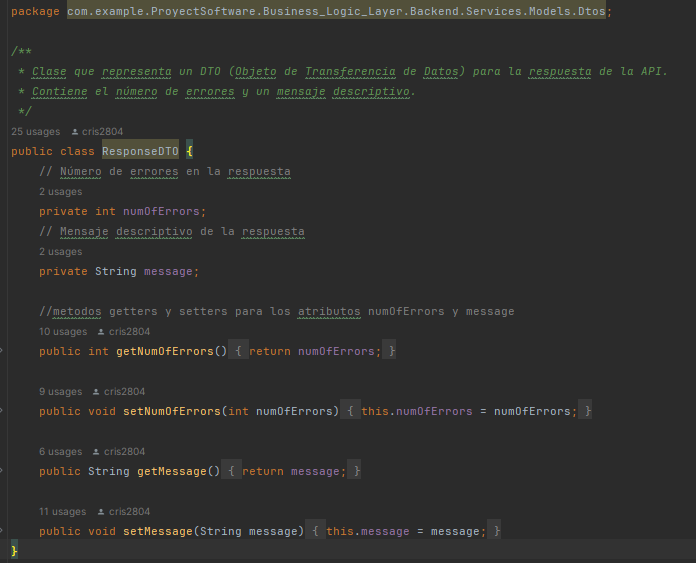 package com.example.ProyectSoftware.Business_Logic_Layer.Backend.Services.Models.Dtos;
/**
* Clase que representa un DTO (Objeto de Transferencia de Datos) para la respuesta de la API.
* Contiene el número de errores y un mensaje descriptivo.
*/
25 usages cris2804
public class ResponseDTO {
// Número de errores en la respuesta
2 usages
private int numOfErrors;
// Mensaje descriptivo de la respuesta
2 usages
private String message;
//metodos getters y setters para los atributos numOfErrors y message
10 usages cris2804
public int getNumOfErrors() { return numOfErrors; }
9 usages cris2804
public void setNumOfErrors(int numOfErrors) { this.numOfErrors = numOfErrors; }
6 usages cris2804
public String getMessage() { return message; }
11 usages cris2804
public void setMessage(String message) { this.message = message; }
}